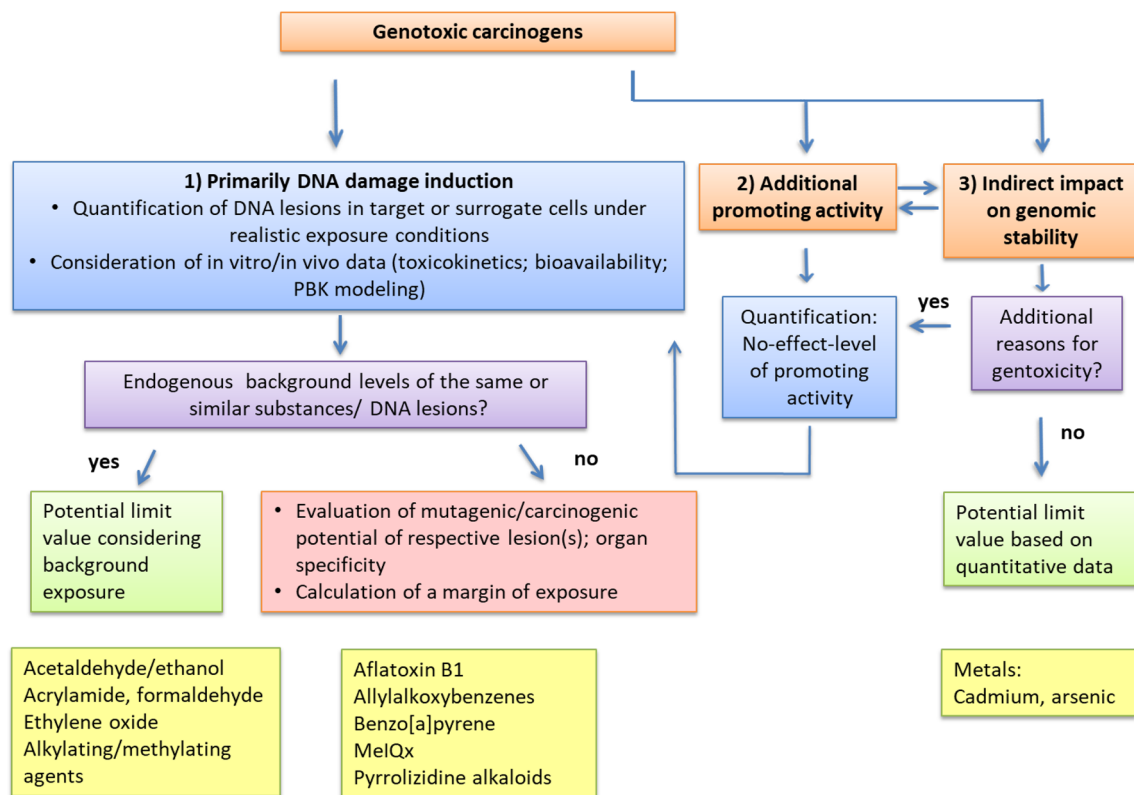 Genotoxic carcinogens
1) Primarily DNA damage induction
• Quantification of DNA lesions in target or surrogate cells under
realistic exposure conditions
• Consideration of in vitro/in vivo data (toxicokinetics; bioavailability;
PBK modeling)
2) Additional
promoting activity
3) Indirect impact
on genomic
stability
Endogenous background levels of the same or
similar substances/ DNA lesions?
Quantification:
No-effect-level
of promoting
activity
yes
Additional
reasons for
gentoxicity?
yes
no
no
Potential limit
value considering
background
exposure
• Evaluation of mutagenic/carcinogenic
potential of respective lesion(s); organ
specificity
• Calculation of a margin of exposure
Potential limit
value based on
quantitative data
Acetaldehyde/ethanol
Acrylamide, formaldehyde
Ethylene oxide
Alkylating/methylating
agents
Aflatoxin B1
Allylalkoxybenzenes
Benzo[a]pyrene
MeIQx
Pyrrolizidine alkaloids
Metals:
Cadmium, arsenic